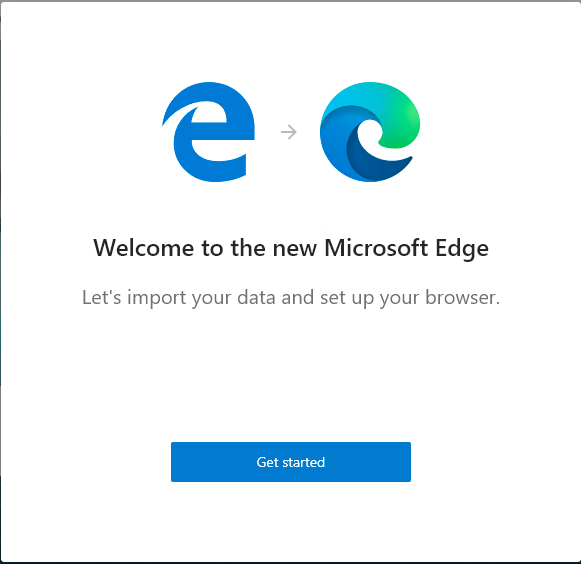 Welcome to the new Microsoft Edge
Let's import your data and set up your browser.
Get started